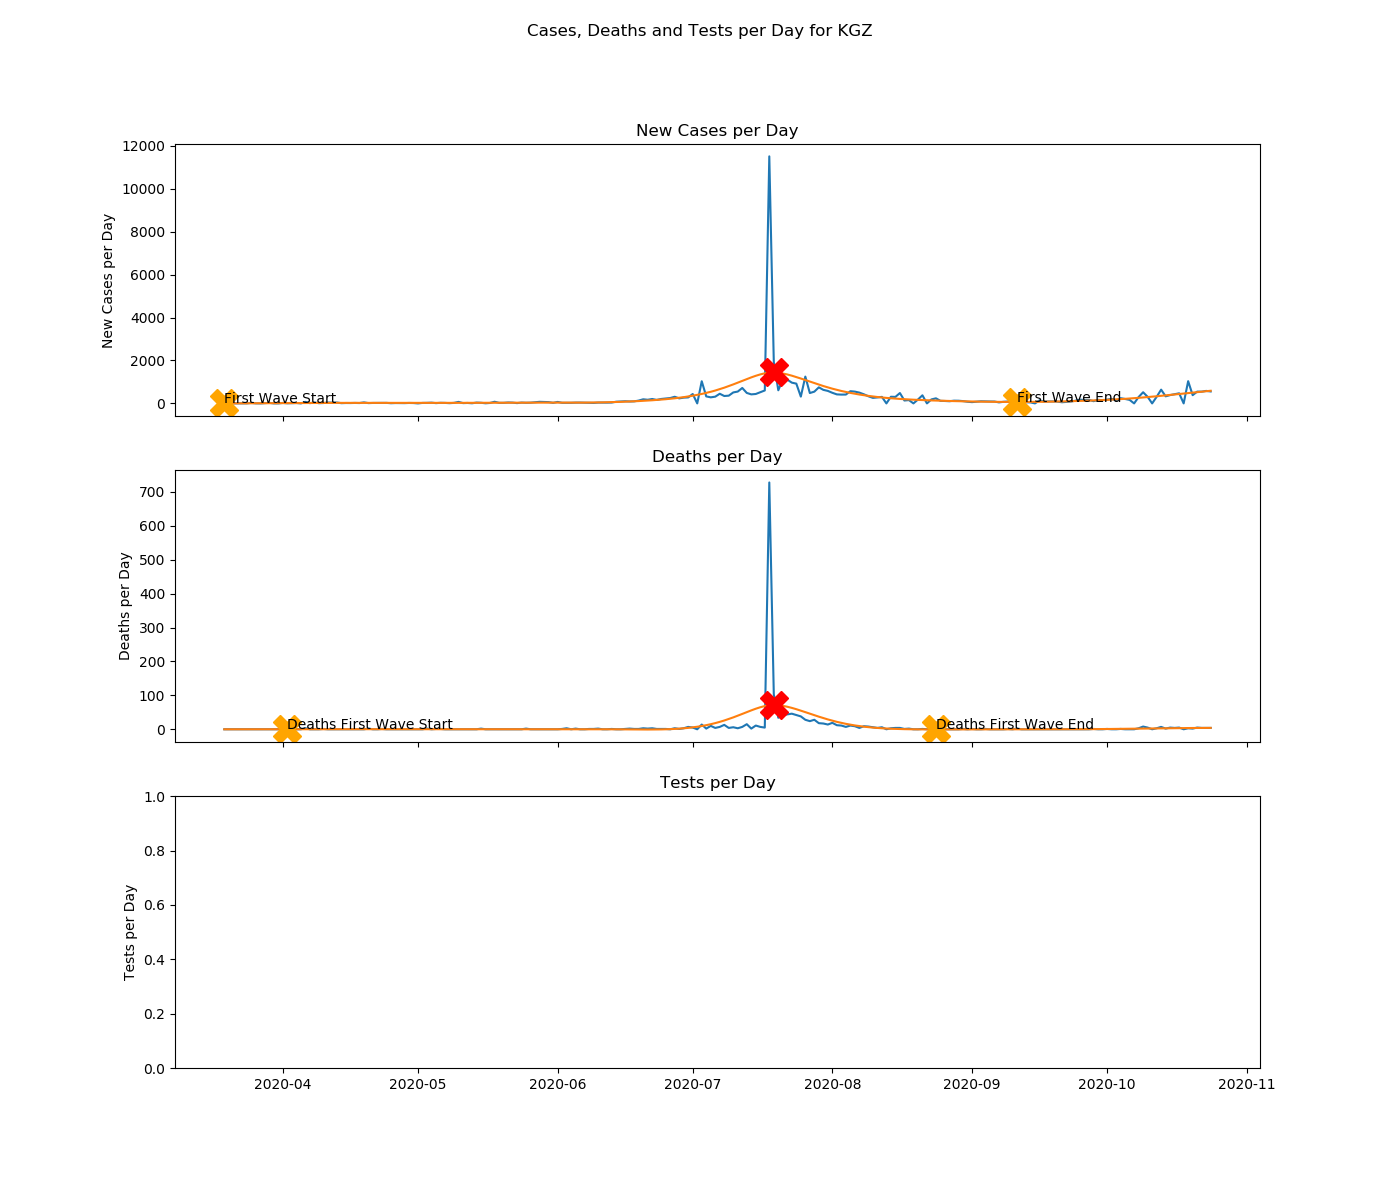 Cases, Deaths and Tests per Day for KGZ
New Cases per Day
12000
10000
8000
6000
4000
2000
0
New Cases per Day
First Wave Start
First Wave End
Deaths per Day
700
600
500
400
300
200
100
0
Deaths per Day
Deaths First Wave Start
Deaths First Wave End
Tests per Day
1.0
0.8
0.6
0.4
0.2
0.0
Tests per Day
2020-04 2020-05 2020-06 2020-07 2020-08 2020-09 2020-10 2020-11